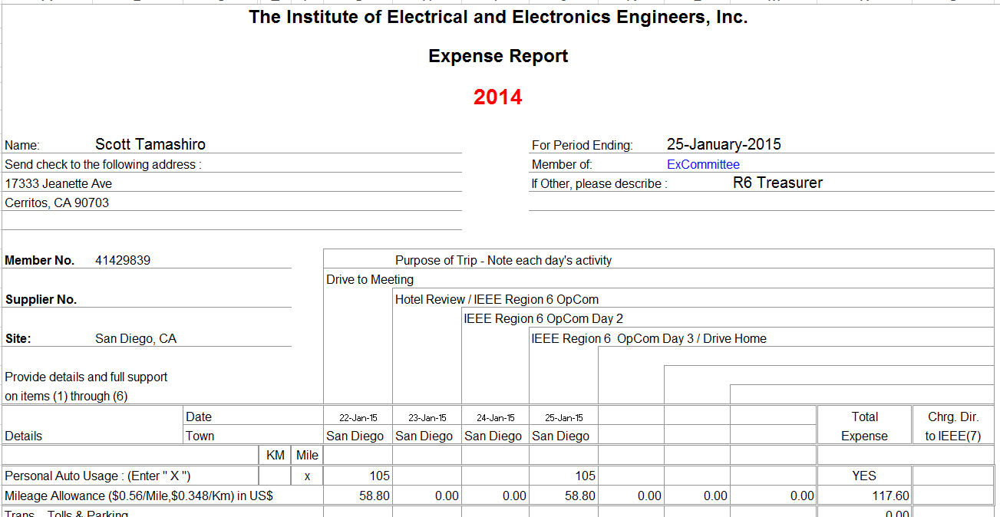 The Institute of Electrical and Electronics Engineers, Inc.
Expense Report
2014
Name: Scott Tamashiro
For Period Ending: 25-January-2015
Send check to the following address :
Member of: ExCommittee
17333 Jeanette Ave
If Other, please describe : R6 Treasurer
Cerritos, CA 90703
Member No. 41429839
Purpose of Trip - Note each day's activity
Drive to Meeting
Supplier No.
Hotel Review / IEEE Region 6 OpCom
IEEE Region 6 OpCom Day 2
Site: San Diego, CA
IEEE Region 6 OpCom Day 3 / Drive Home
Provide details and full support
on items (1) through (6)
Date 22-Jan-15 23-Jan-15 24-Jan-15 25-Jan-15 Total Chrg. Dir.
Details Town San Diego San Diego San Diego San Diego Expense to IEEE(7)
KM Mile
Personal Auto Usage : (Enter " X ") x 105 105 YES
Mileage Allowance ($0.56/Mile,$0.348/Km) in US$ 58.80 0.00 0.00 58.80 0.00 0.00 0.00 117.60
Trans. Tolls & Parking 0.00